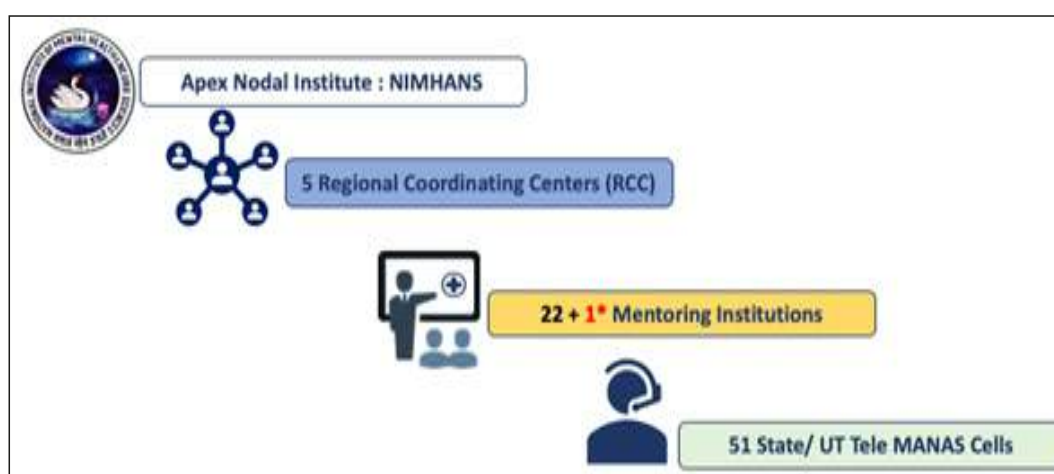 Apex Nodal Institute : NIMHANS
5 Regional Coordinating Centers (RCC)
22 + 1* Mentoring Institutions
51 State/ UT Tele MANAS Cells